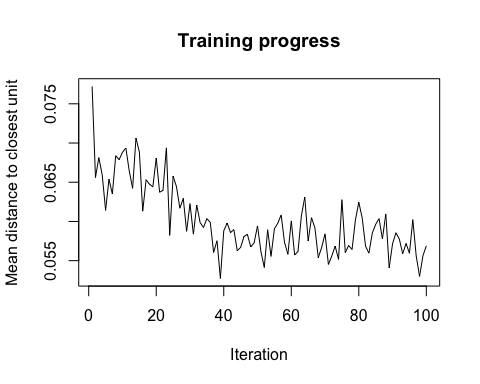 Training progress
Mean distance to closest unit
0.075
0.065
0.055
0 20 40 60 80 100
Iteration